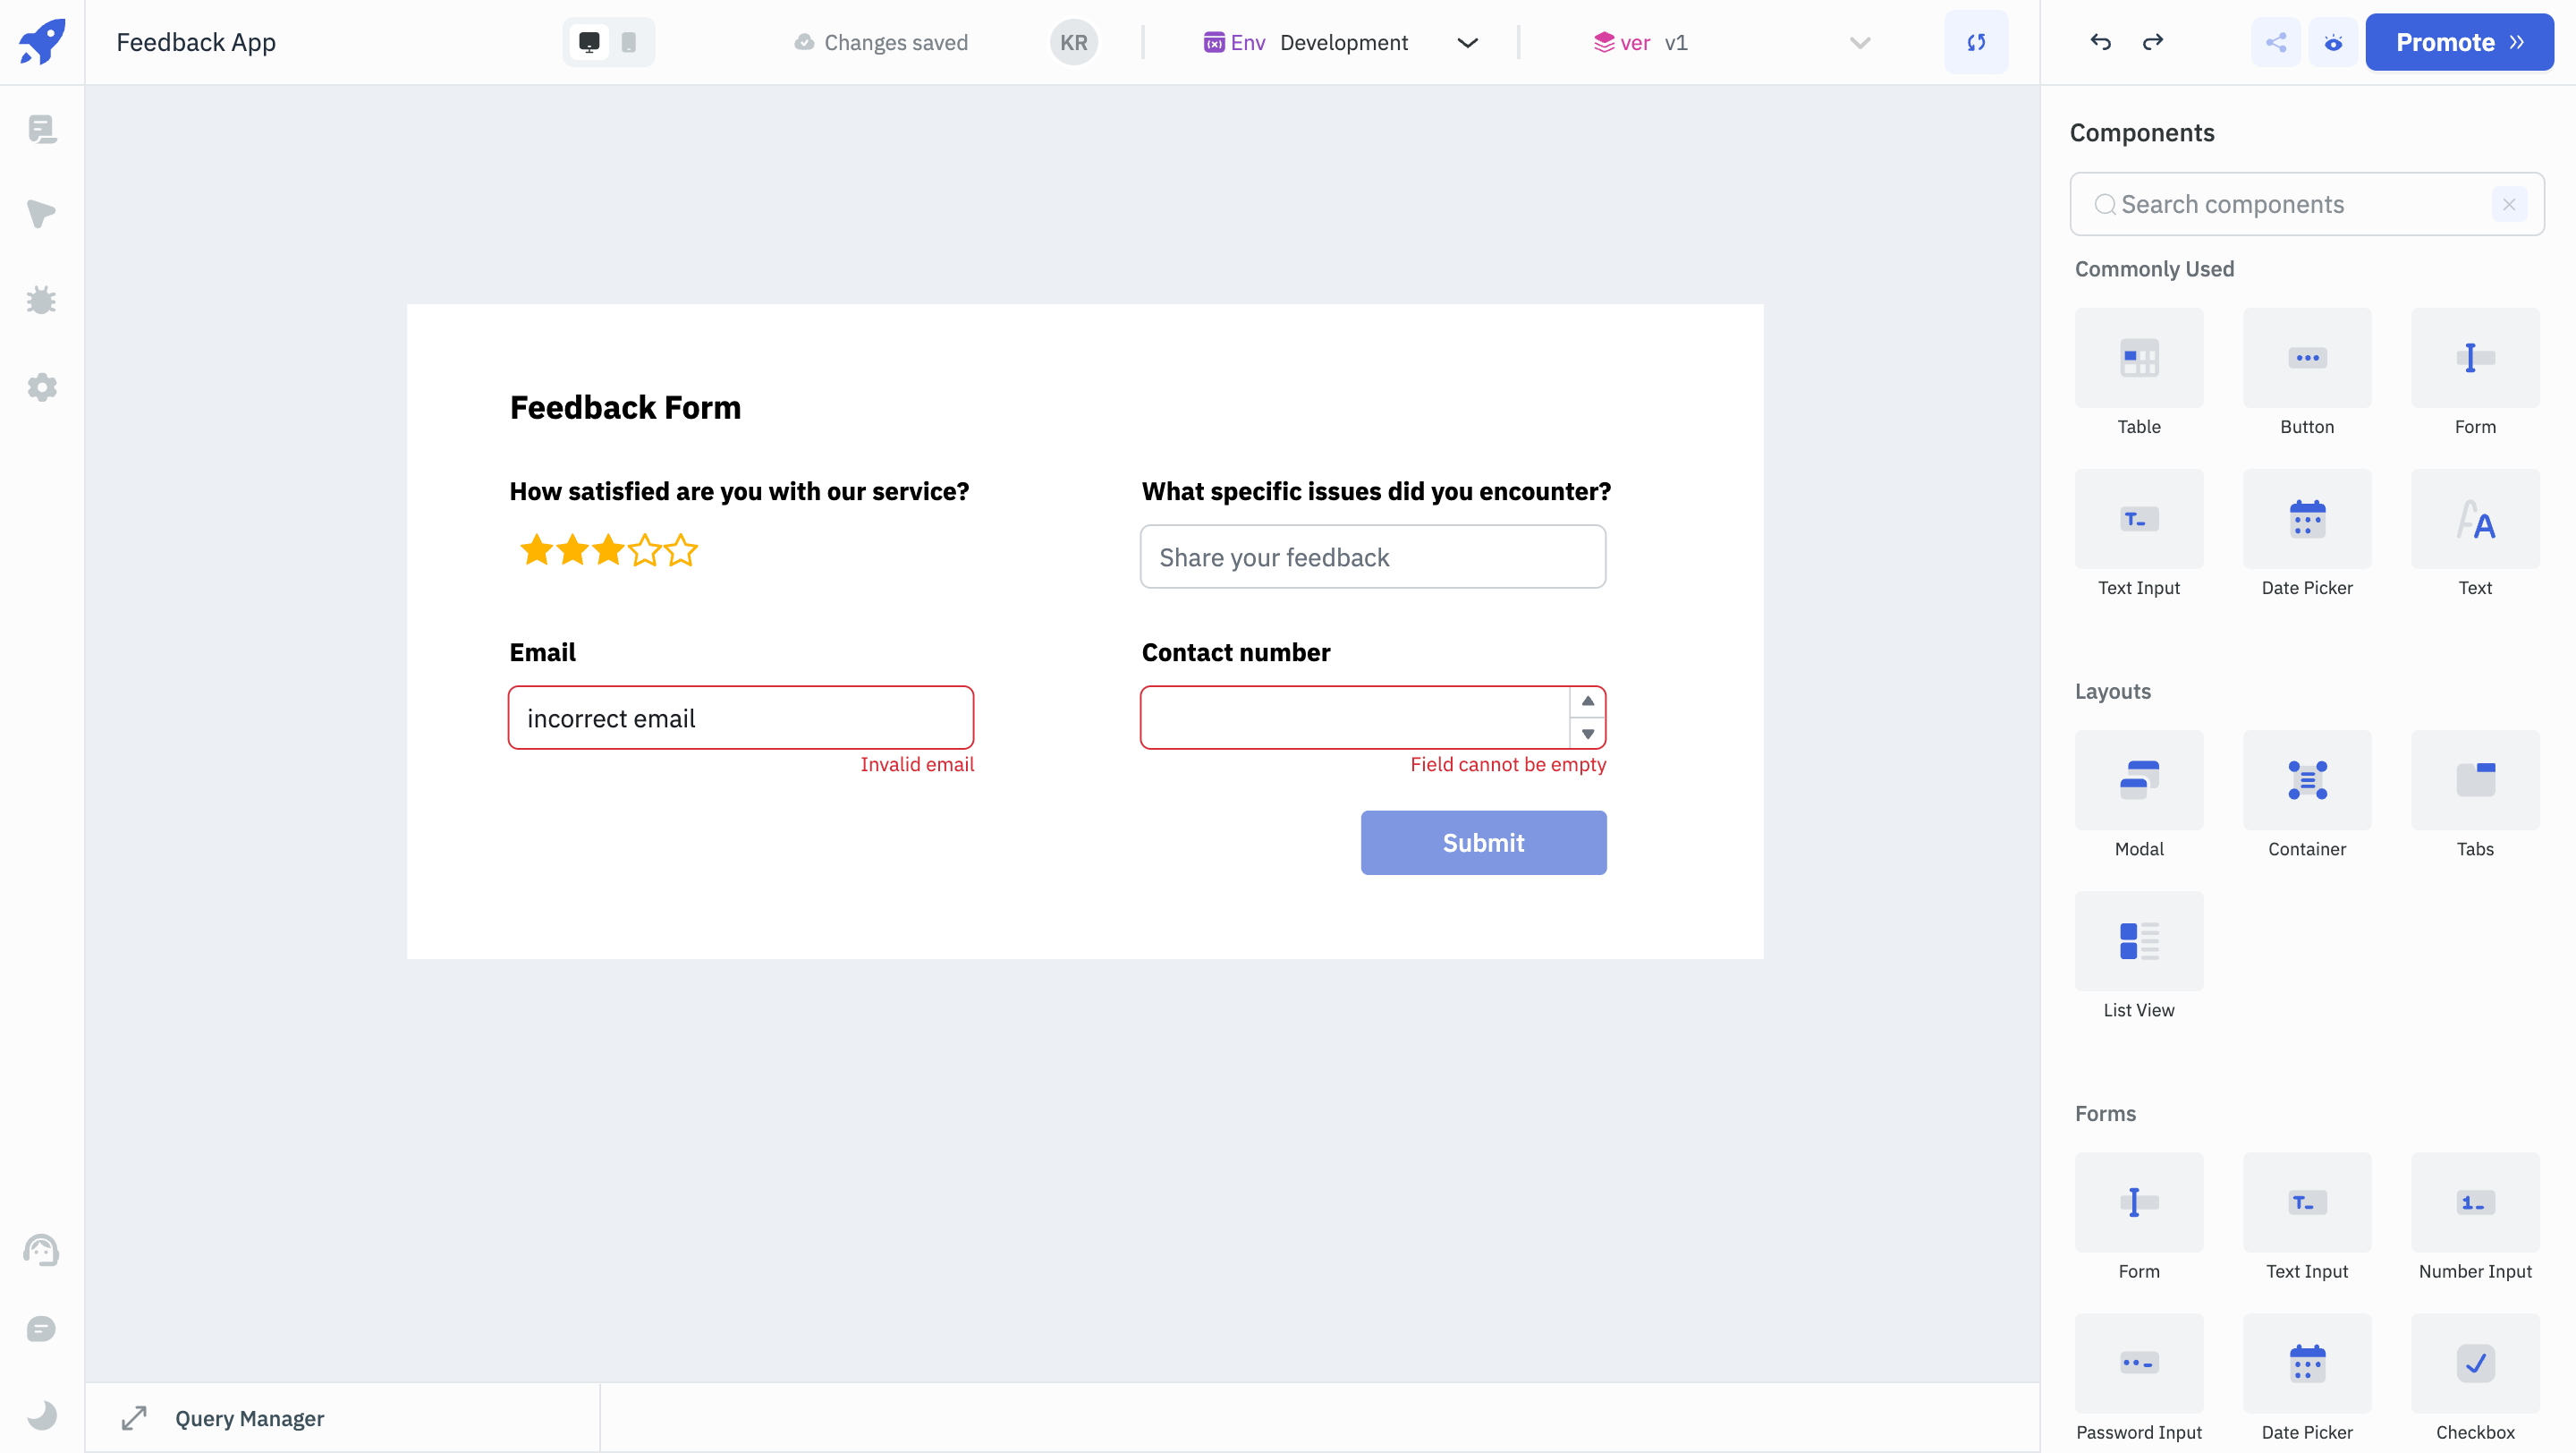 Feedback App
Changes saved
KR
Env Development
ver v1
Promote
Components
Search components
Commonly Used
Table
Button
Form
Text Input
Date Picker
Text
Layouts
Modal
Container
Tabs
List View
Forms
Form
Text Input
Number Input
Password Input
Date Picker
Checkbox
Feedback Form
How satisfied are you with our service?
What specific issues did you encounter?
Share your feedback
Email
Contact number
incorrect email
Invalid email
Field cannot be empty
Submit
Query Manager